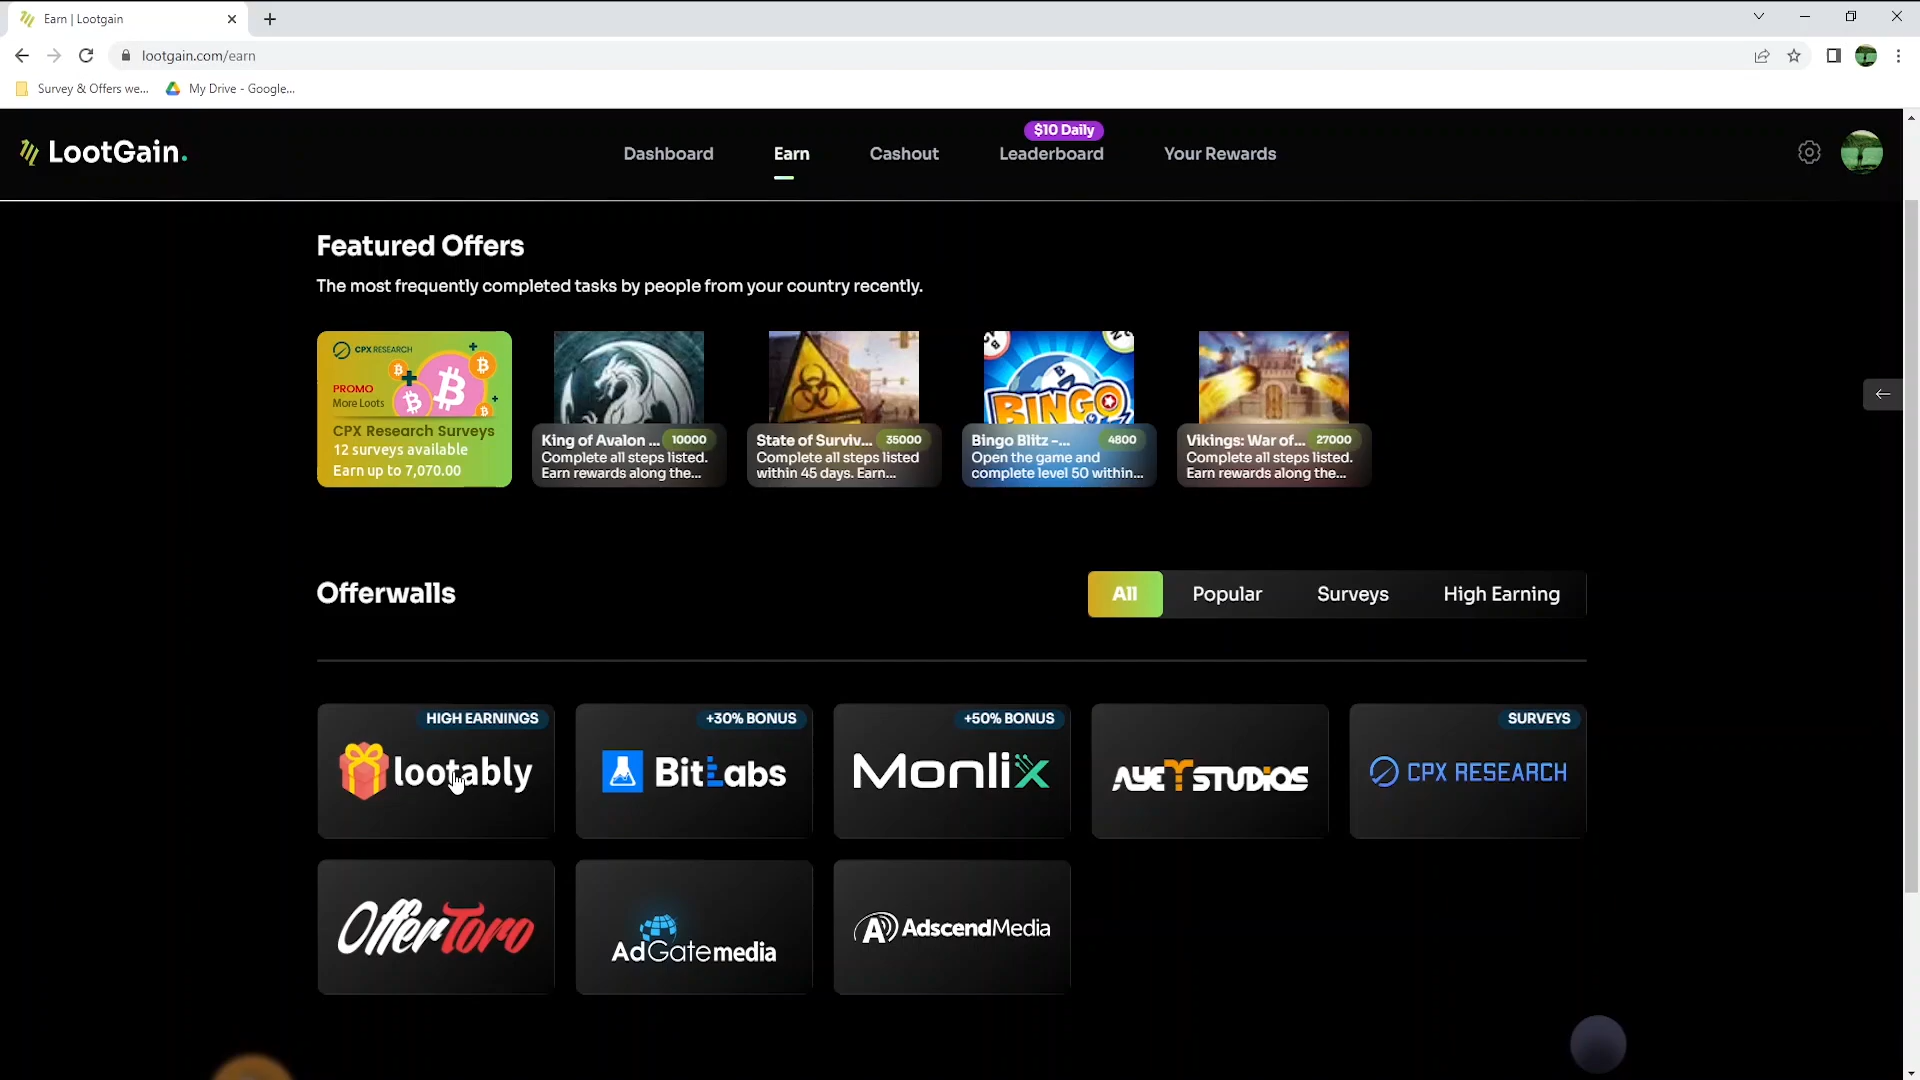 Earn | Lootgain
lootgain.com/earn
Survey & Offers we...
My Drive - Google...
LootGain.
Dashboard
Earn
Cashout
$10 Daily
Leaderboard
Your Rewards
Featured Offers
The most frequently completed tasks by people from your country recently.
CPX RESEARCH
PROMO
More Loots
CPX Research Surveys
12 surveys available
Earn up to 7,070.00
King of Avalon ... 10000
Complete all steps listed.
Earn rewards along the...
State of Surviv... 35000
Complete all steps listed
within 45 days. Earn...
BINGO
Bingo Blitz -... 4800
Open the game and
complete level 50 within...
Vikings: War of... 27000
Complete all steps listed.
Earn rewards along the...
Offerwalls
All
Popular
Surveys
High Earning
HIGH EARNINGS
lootably
+30% BONUS
BitLabs
+50% BONUS
Monlix
AYET STUDIOS
SURVEYS
CPX RESEARCH
OfferToro
AdGatemedia
AdscendMedia